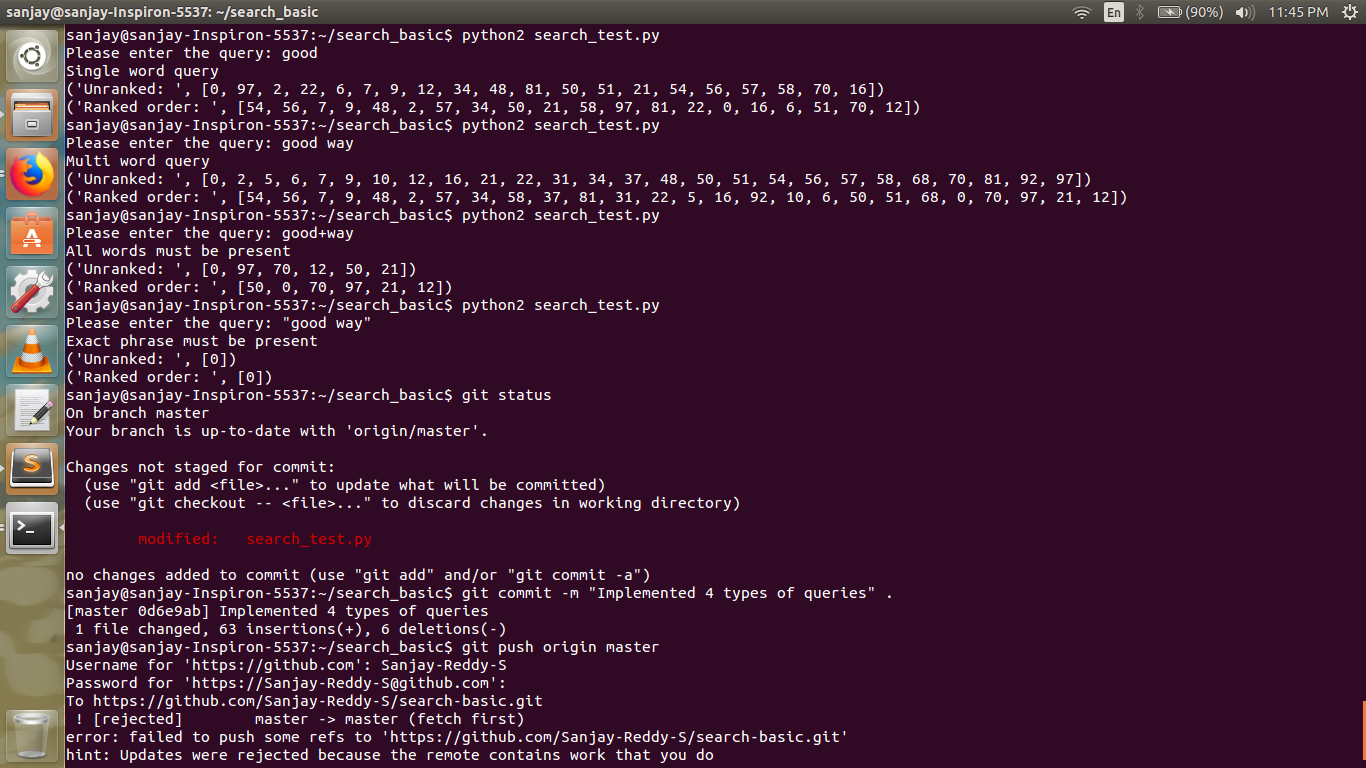 sanjay@sanjay-Inspiron-5537: ~/search_basic
En
(90%)
11:45 PM
sanjay@sanjay-Inspiron-5537:~/search_basic$ python2 search_test.py
Please enter the query: good
Single word query
('Unranked: ', [0, 97, 2, 22, 6, 7, 9, 12, 34, 48, 81, 50, 51, 21, 54, 56, 57, 58, 70, 16])
('Ranked order: ', [54, 56, 7, 9, 48, 2, 57, 34, 50, 21, 58, 97, 81, 22, 0, 16, 6, 51, 70, 12])
sanjay@sanjay-Inspiron-5537:~/search_basic$ python2 search_test.py
Please enter the query: good way
Multi word query
('Unranked: ', [0, 2, 5, 6, 7, 9, 10, 12, 16, 21, 22, 31, 34, 37, 48, 50, 51, 54, 56, 57, 58, 68, 70, 81, 92, 97])
('Ranked order: ', [54, 56, 7, 9, 48, 2, 57, 34, 58, 37, 81, 31, 22, 5, 16, 92, 10, 6, 50, 51, 68, 0, 70, 97, 21, 12])
sanjay@sanjay-Inspiron-5537:~/search_basic$ python2 search_test.py
Please enter the query: good+way
All words must be present
('Unranked: ', [0, 97, 70, 12, 50, 21])
('Ranked order: ', [50, 0, 70, 97, 21, 12])
sanjay@sanjay-Inspiron-5537:~/search_basic$ python2 search_test.py
Please enter the query: "good way"
Exact phrase must be present
('Unranked: ', [0])
('Ranked order: ', [0])
sanjay@sanjay-Inspiron-5537:~/search_basic$ git status
On branch master
Your branch is up-to-date with 'origin/master'.
Changes not staged for commit:
  (use "git add <file>..." to update what will be committed)
  (use "git checkout -- <file>..." to discard changes in working directory)
        modified:   search_test.py
no changes added to commit (use "git add" and/or "git commit -a")
sanjay@sanjay-Inspiron-5537:~/search_basic$ git commit -m "Implemented 4 types of queries" .
[master 0d6e9ab] Implemented 4 types of queries
 1 file changed, 63 insertions(+), 6 deletions(-)
sanjay@sanjay-Inspiron-5537:~/search_basic$ git push origin master
Username for 'https://github.com': Sanjay-Reddy-S
Password for 'https://Sanjay-Reddy-S@github.com':
To https://github.com/Sanjay-Reddy-S/search-basic.git
 ! [rejected]        master -> master (fetch first)
error: failed to push some refs to 'https://github.com/Sanjay-Reddy-S/search-basic.git'
hint: Updates were rejected because the remote contains work that you do